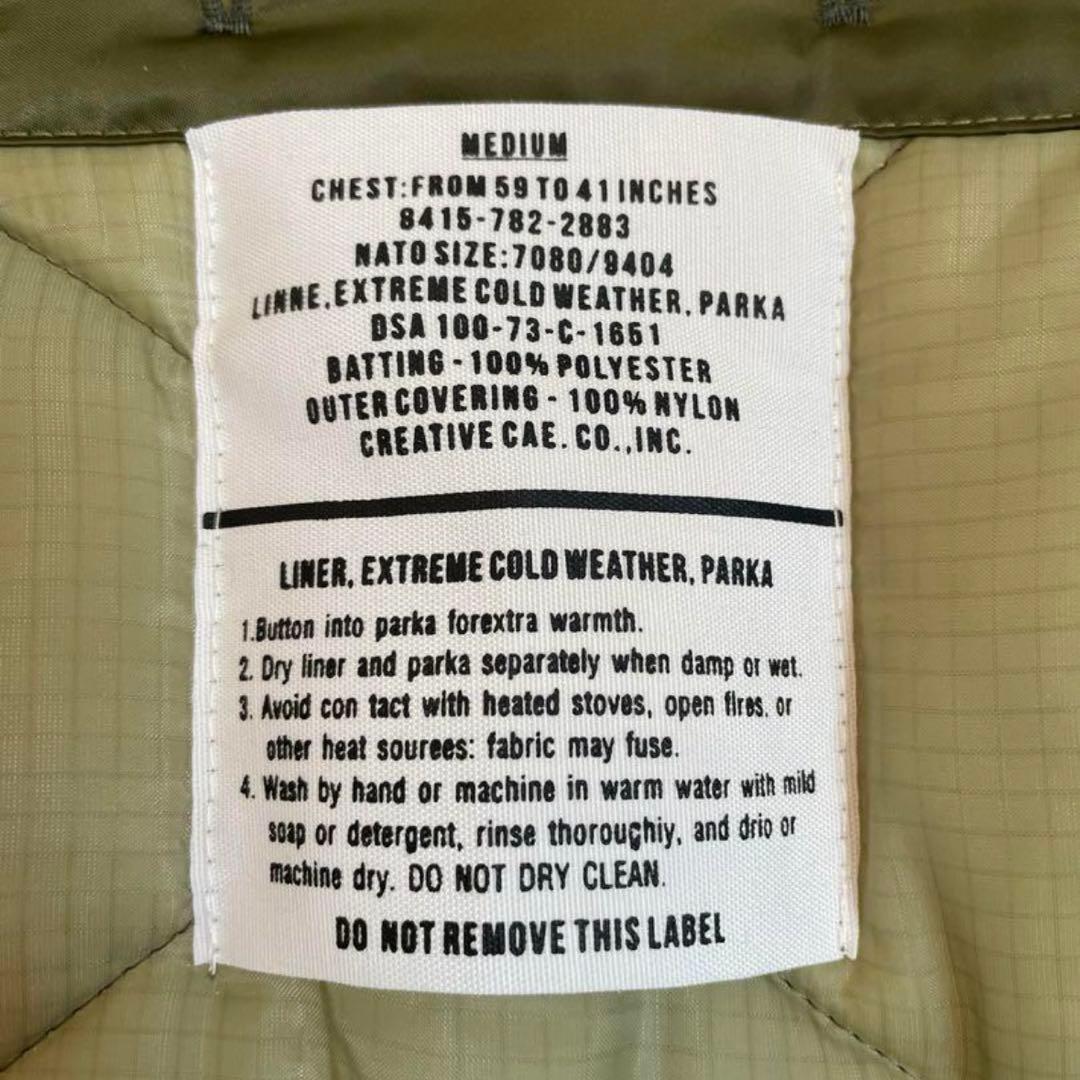 MEDIUM
CHEST:FROM 59 TO 41 INCHES
8415-782-2883
NATO SIZE:7080/9404
LINNE,EXTREME COLD WEATHER, PARKA
DSA 100-73-C-1651
BATTING - 100% POLYESTER
OUTER COVERING - 100% NYLON
CREATIVE CAE. CO.,INC.
LINER, EXTREME COLD WEATHER, PARKA
1.Button into parka forextra warmth.
2. Dry liner and parka separately when damp or wet.
3. Avoid con tact with heated stoves, open flres. or
other heat sourees: fabric may fuse.
4. Wash by hand or machine in warm water with mild
soap or detergent, rinse thoroughiy, and drio or
machine dry. DO NOT DRY CLEAN.
DO NOT REMOVE THIS LABEL